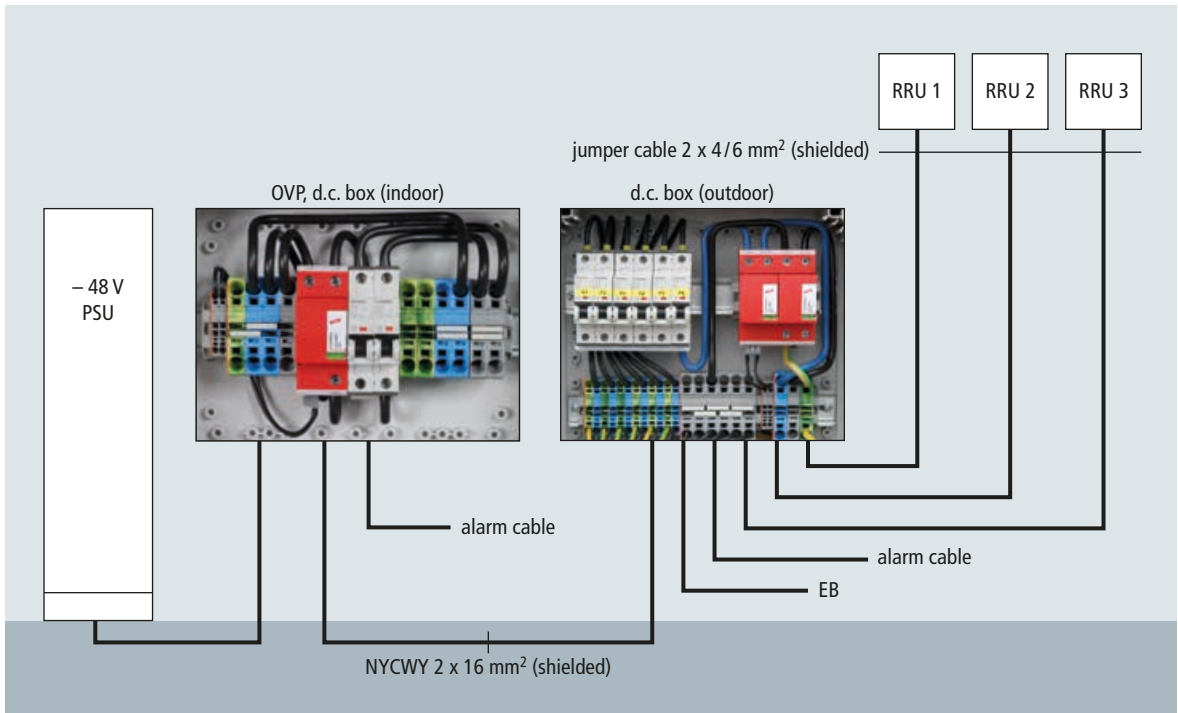 RRU 1
RRU 2
RRU 3
jumper cable 2 x 4/6 mm² (shielded)
OVP, d.c. box (indoor)
d.c. box (outdoor)
– 48 V
PSU
alarm cable
alarm cable
EB
NYCWY 2 x 16 mm² (shielded)